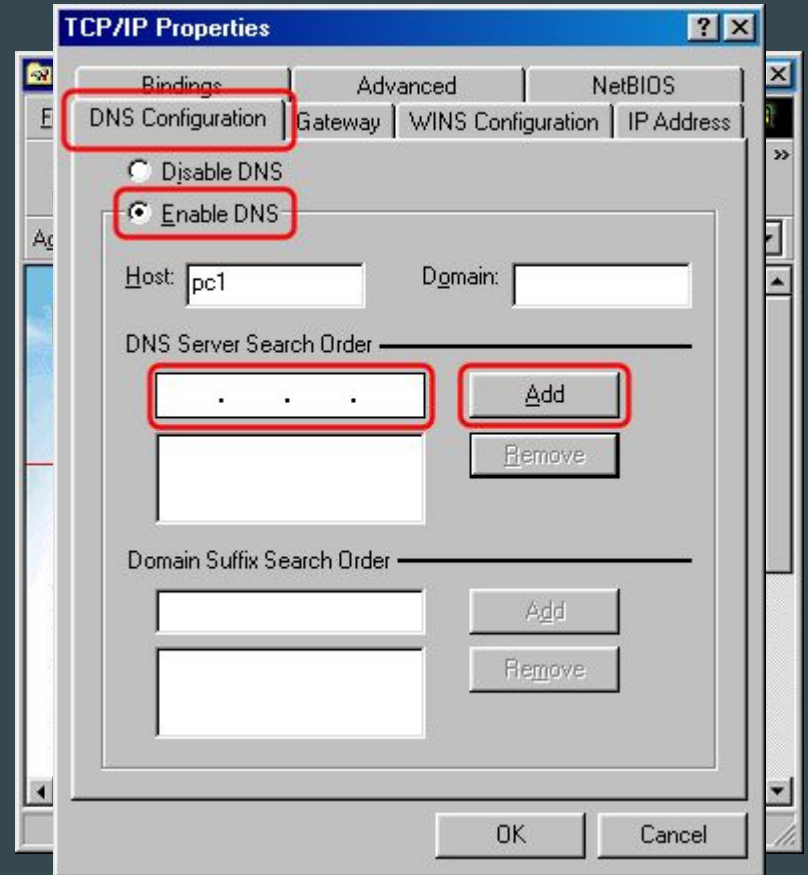 TCP/IP Properties
Bindings Advanced NetBIOS
DNS Configuration Gateway WINS Configuration IP Address
Disable DNS
Enable DNS
Host: pc1 Domain:
DNS Server Search Order
. . .
Add
Remove
Domain Suffix Search Order
Add
Remove
OK Cancel